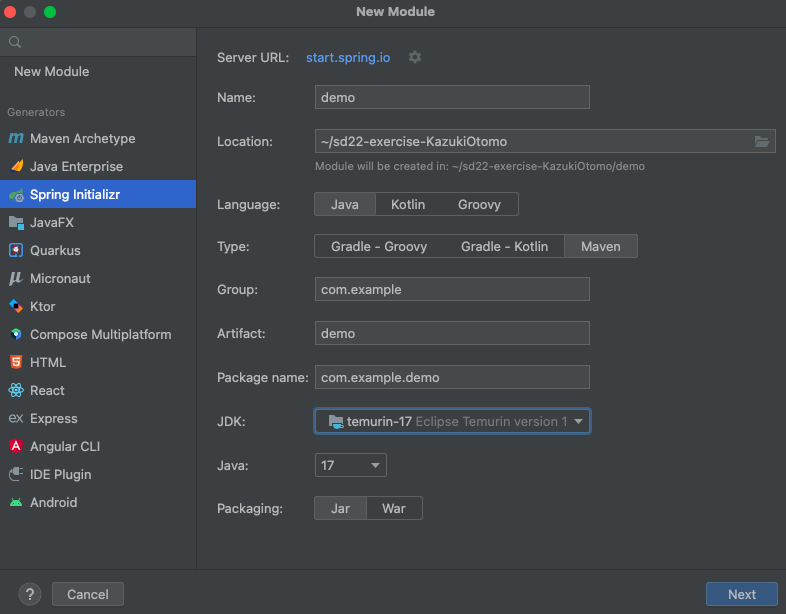 New Module
New Module
Generators
Maven Archetype
Java Enterprise
Spring Initializr
JavaFX
Quarkus
Micronaut
Ktor
Compose Multiplatform
HTML
React
Express
Angular CLI
IDE Plugin
Android
Server URL: start.spring.io
Name: demo
Location: ~/sd22-exercise-KazukiOtomo
Module will be created in: ~/sd22-exercise-KazukiOtomo/demo
Language: Java Kotlin Groovy
Type: Gradle - Groovy Gradle - Kotlin Maven
Group: com.example
Artifact: demo
Package name: com.example.demo
JDK: temurin-17 Eclipse Temurin version 1
Java: 17
Packaging: Jar War
? Cancel Next